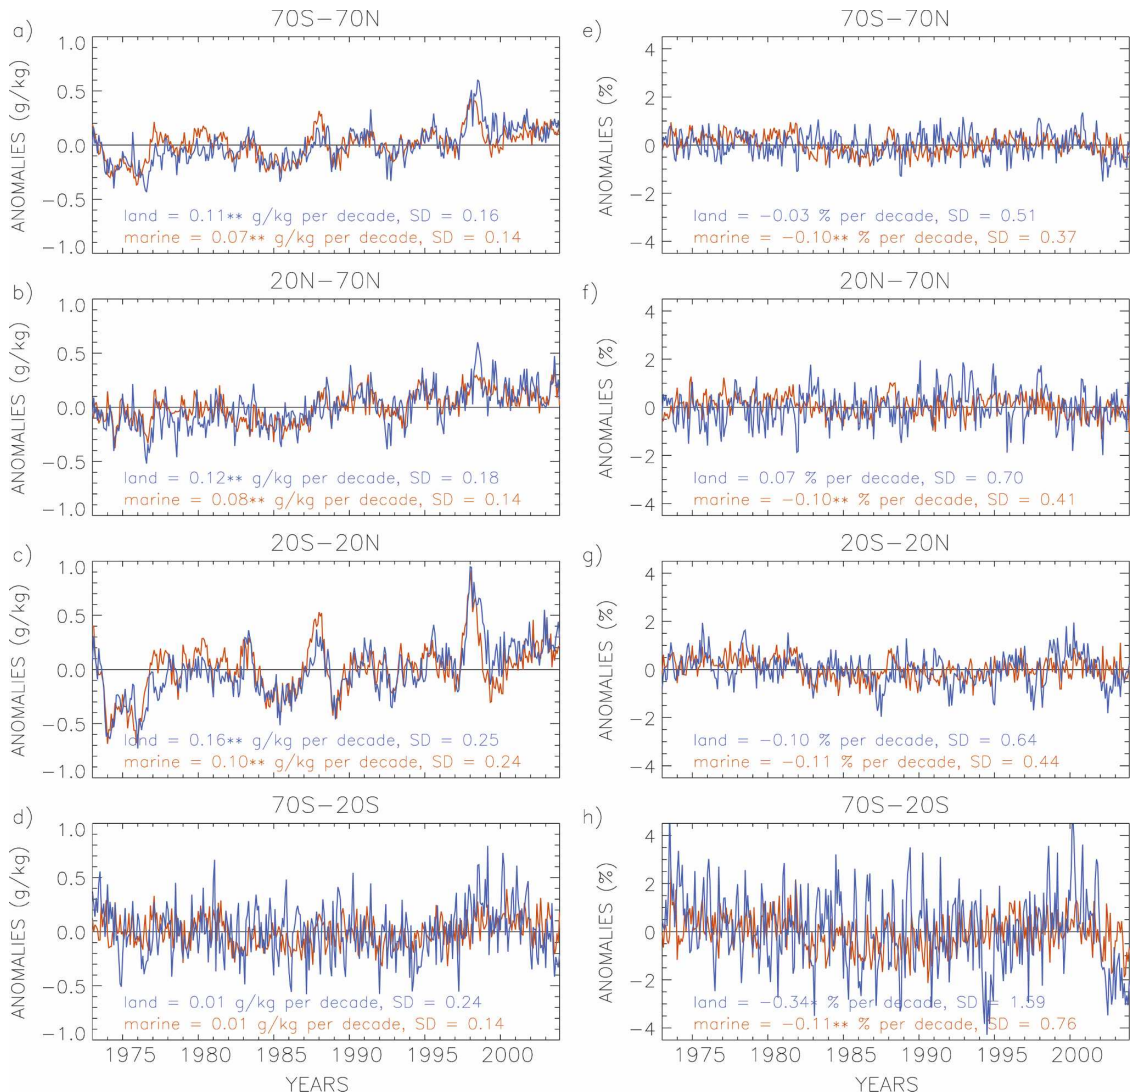 a)
70S−70N
ANOMALIES (g/kg)
1.0
0.5
0.0
−0.5
−1.0
land = 0.11** g/kg per decade, SD = 0.16
marine = 0.07** g/kg per decade, SD = 0.14
e)
70S−70N
ANOMALIES (%)
4
2
0
−2
−4
land = −0.03 % per decade, SD = 0.51
marine = −0.10** % per decade, SD = 0.37
b)
20N−70N
ANOMALIES (g/kg)
1.0
0.5
0.0
−0.5
−1.0
land = 0.12** g/kg per decade, SD = 0.18
marine = 0.08** g/kg per decade, SD = 0.14
f)
20N−70N
ANOMALIES (%)
4
2
0
−2
−4
land = 0.07 % per decade, SD = 0.70
marine = −0.10** % per decade, SD = 0.41
c)
20S−20N
ANOMALIES (g/kg)
1.0
0.5
0.0
−0.5
−1.0
land = 0.16** g/kg per decade, SD = 0.25
marine = 0.10** g/kg per decade, SD = 0.24
g)
20S−20N
ANOMALIES (%)
4
2
0
−2
−4
land = −0.10 % per decade, SD = 0.64
marine = −0.11 % per decade, SD = 0.44
d)
70S−20S
ANOMALIES (g/kg)
1.0
0.5
0.0
−0.5
−1.0
land = 0.01 g/kg per decade, SD = 0.24
marine = 0.01 g/kg per decade, SD = 0.14
1975 1980 1985 1990 1995 2000
YEARS
h)
70S−20S
ANOMALIES (%)
4
2
0
−2
−4
land = −0.34* % per decade, SD = 1.59
marine = −0.11** % per decade, SD = 0.76
1975 1980 1985 1990 1995 2000
YEARS